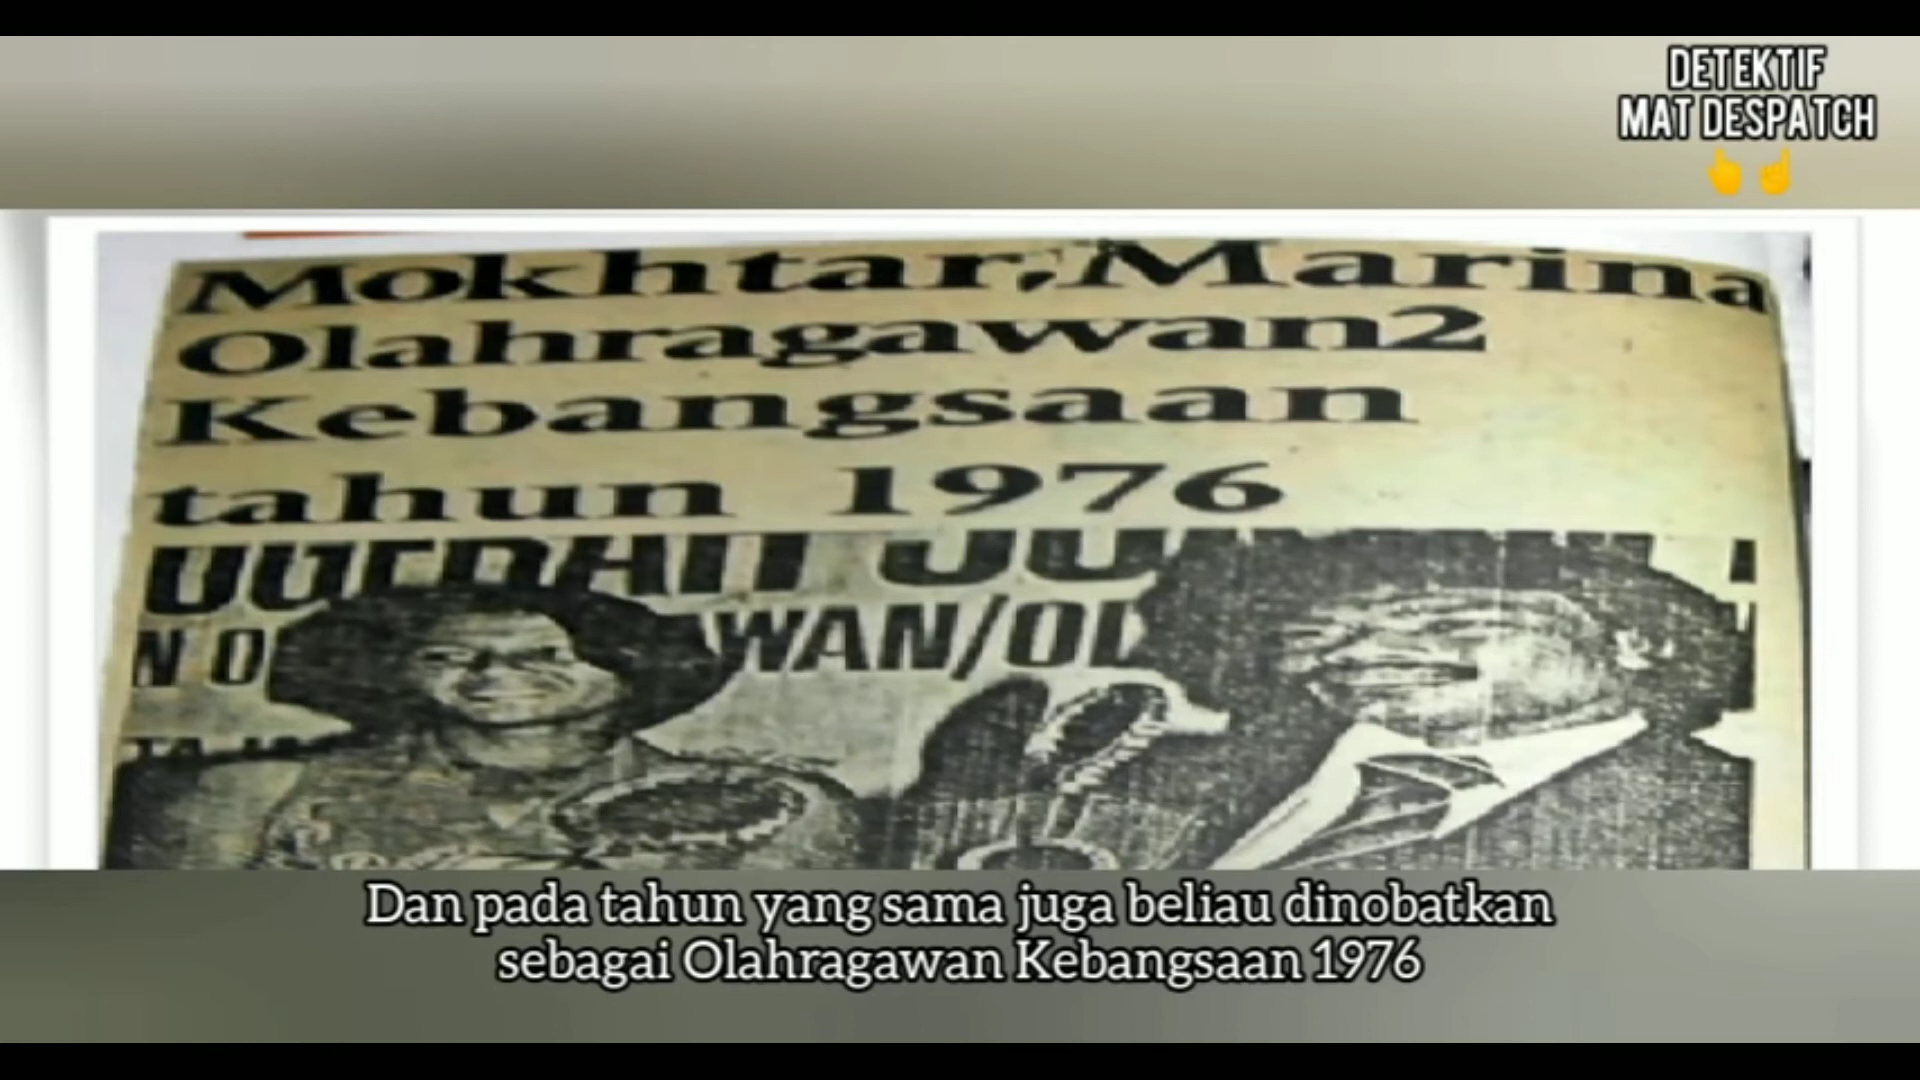 DETEKTIF
MAT DESPATCH
Mokhtar, Marina
Olahragawan2
Kebangsaan
tahun 1976
WAN/OL
Dan pada tahun yang sama juga beliau dinobatkan
sebagai Olahragawan Kebangsaan 1976